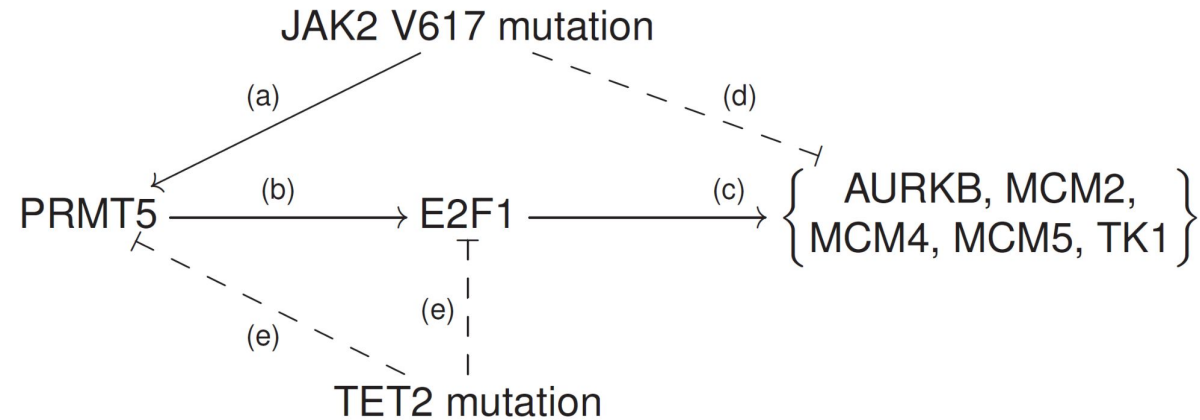 JAK2 V617 mutation
(a)
(d)
PRMT5
(b)
E2F1
(c)
AURKB, MCM2,
MCM4, MCM5, TK1
(e)
(e)
TET2 mutation